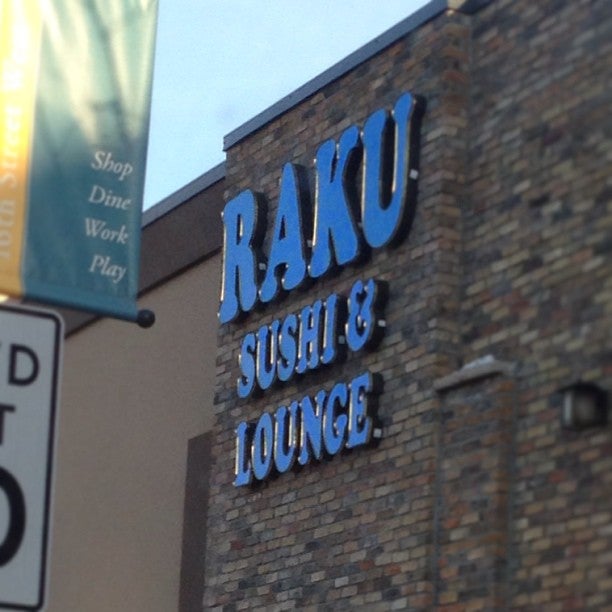 RAKU
SUSHI &
LOUNGE
Shop
Dine
Work
Play